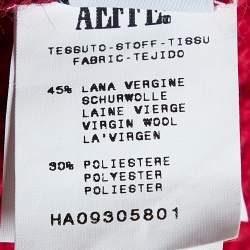 TESSUTO-STOFF-TISSU
FABRIC-TEJIDO
45% LANA VERGINE
SCHURWOLLE
LAINE VIERGE
VIRGIN WOOL
LA'VIRGEN
30% POLIESTERE
POLYESTER
POLIESTER
HA09305801